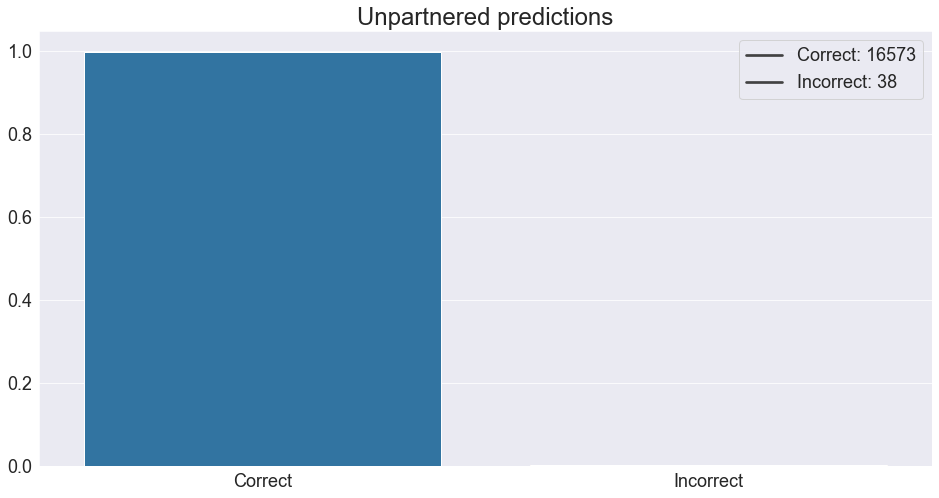 Unpartnered predictions
Correct: 16573
Incorrect: 38
1.0
0.8
0.6
0.4
0.2
0.0
Correct
Incorrect